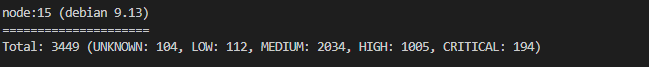 node:15 (debian 9.13)
=====================
Total: 3449 (UNKNOWN: 104, LOW: 112, MEDIUM: 2034, HIGH: 1005, CRITICAL: 194)